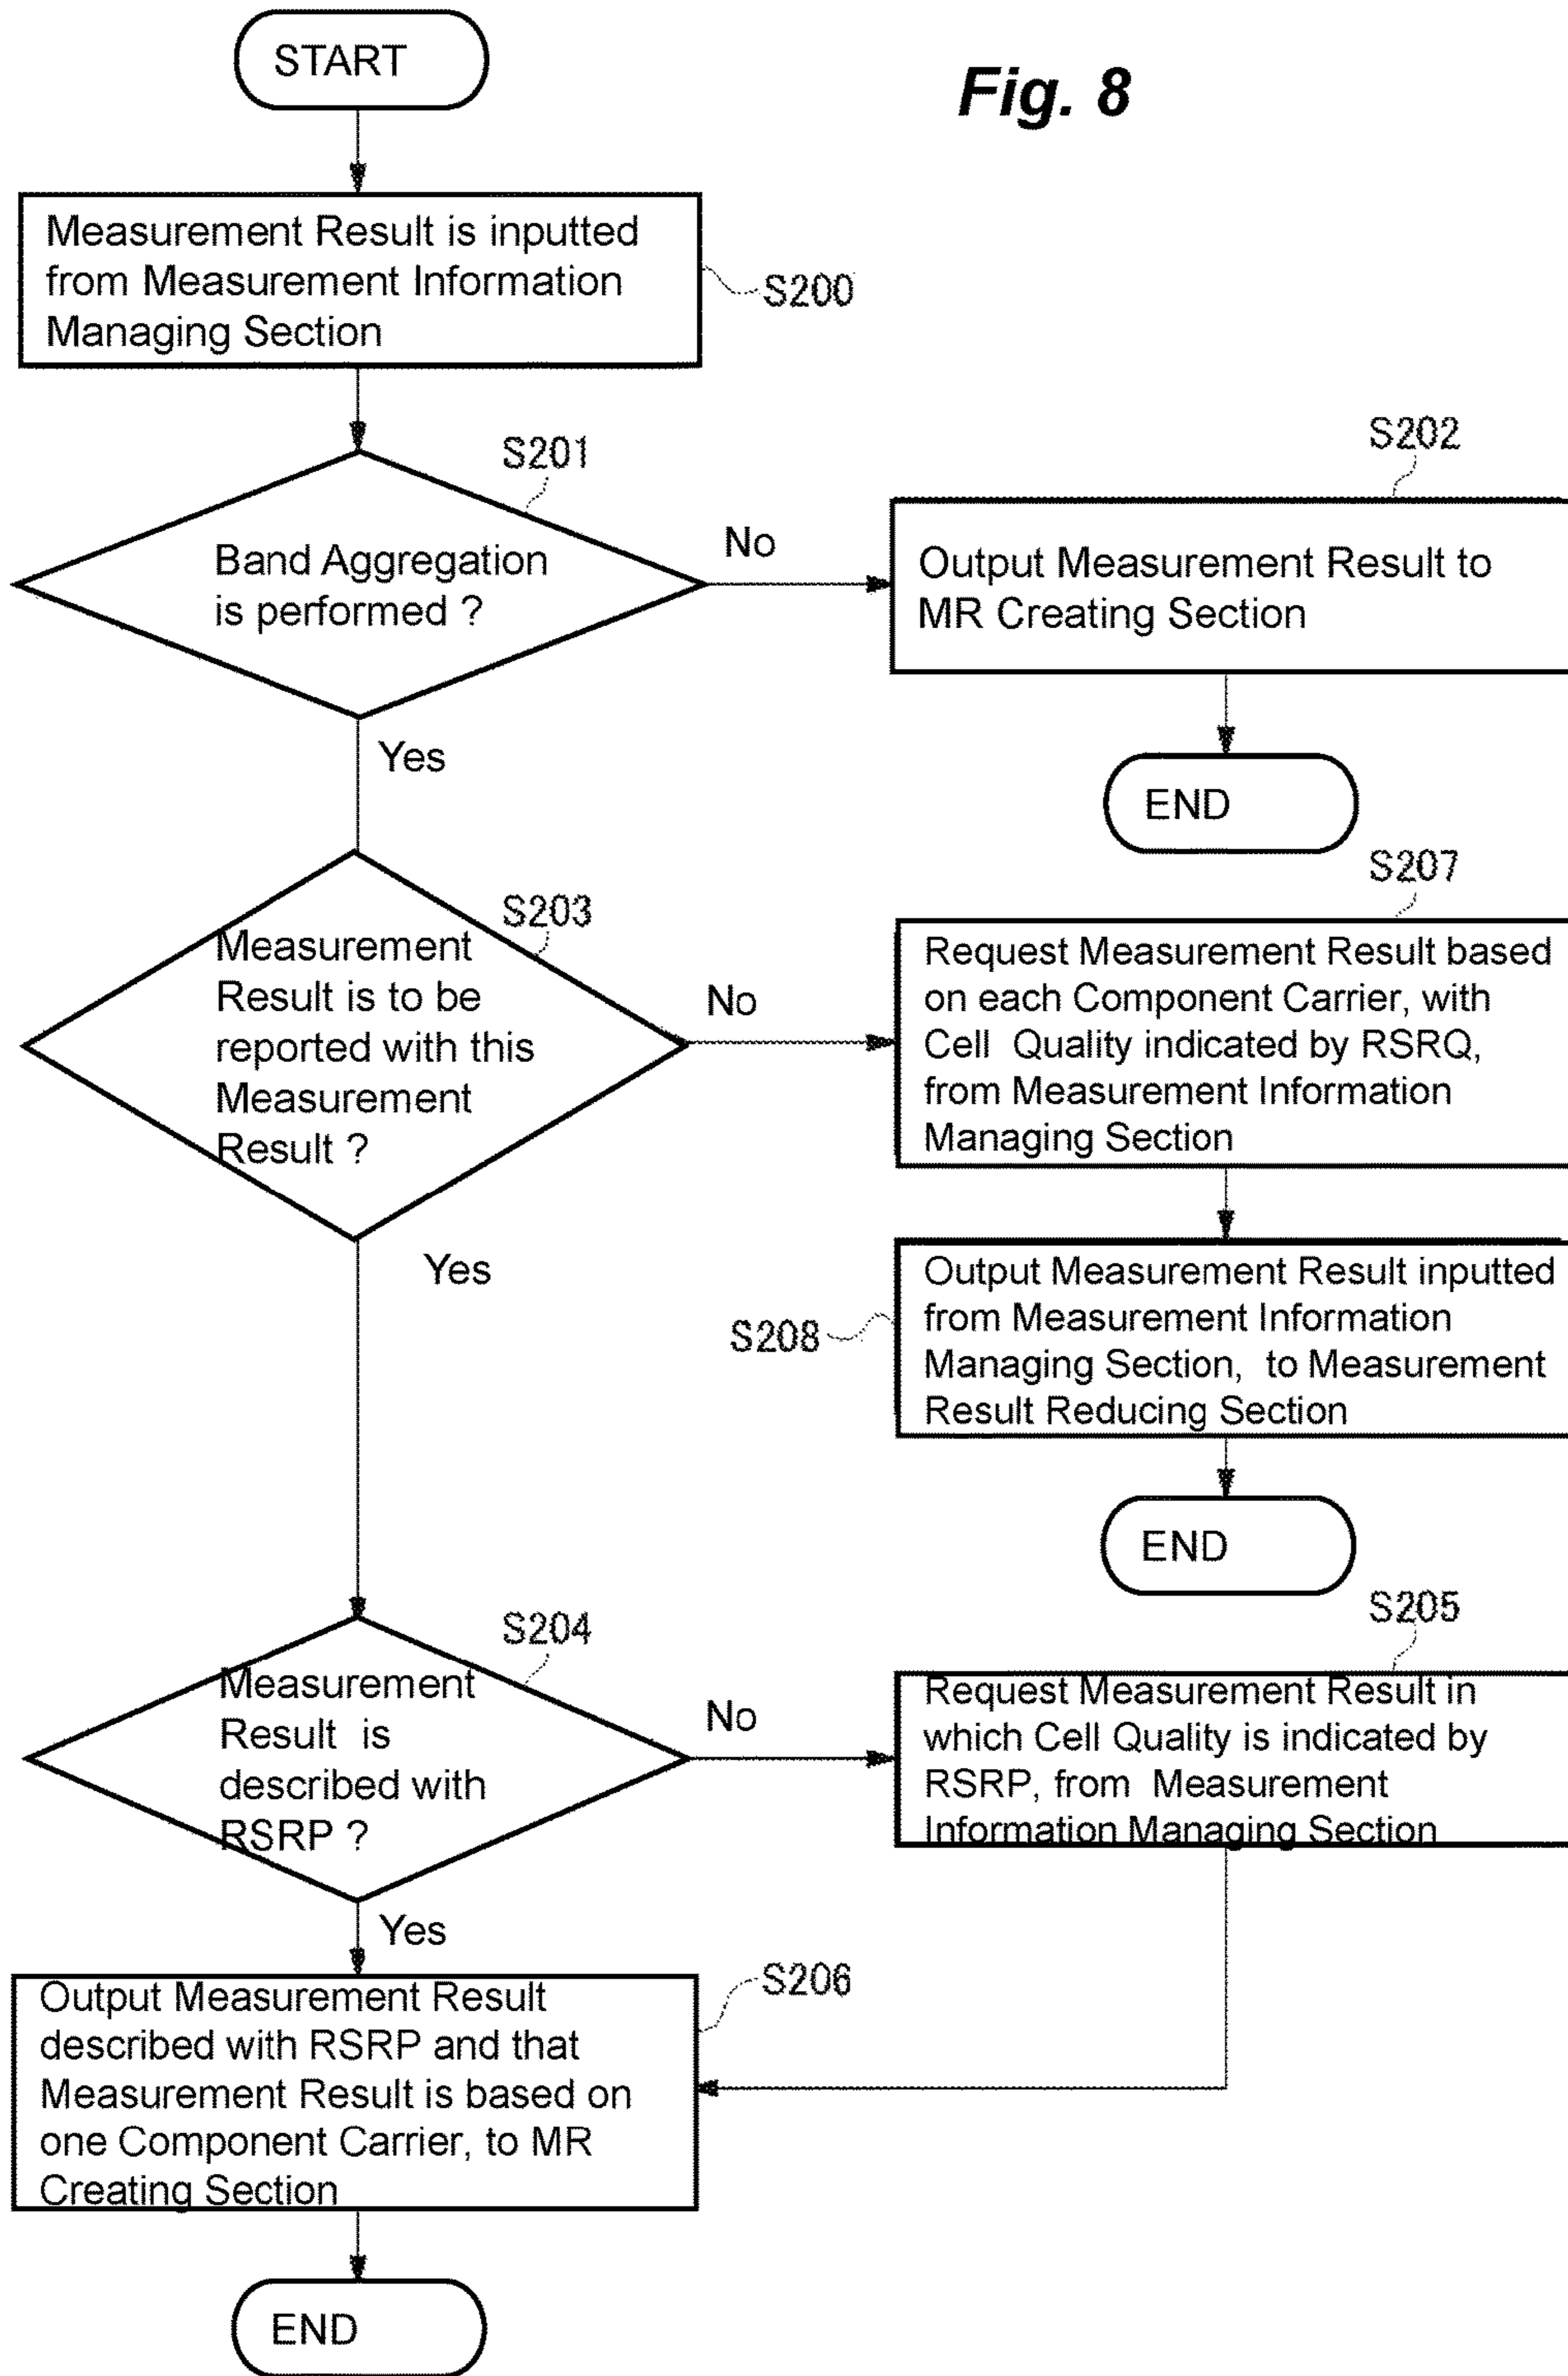 START
Fig. 8
Measurement Result is inputted
from Measurement Information
Managing Section
S200
S201
Band Aggregation
is performed ?
No
Yes
S202
Output Measurement Result to
MR Creating Section
END
S203
Measurement
Result is to be
reported with this
Measurement
Result ?
No
Yes
S207
Request Measurement Result based
on each Component Carrier, with
Cell Quality indicated by RSRQ,
from Measurement Information
Managing Section
S208
Output Measurement Result inputted
from Measurement Information
Managing Section, to Measurement
Result Reducing Section
END
S204
Measurement
Result is
described with
RSRP ?
No
Yes
S205
Request Measurement Result in
which Cell Quality is indicated by
RSRP, from Measurement
Information Managing Section
S206
Output Measurement Result
described with RSRP and that
Measurement Result is based on
one Component Carrier, to MR
Creating Section
END